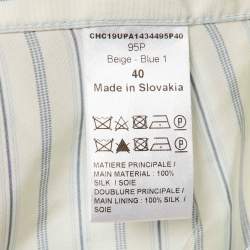 CHC19UPA1434495P40
95P
Beige - Blue 1
40
Made in Slovakia
P
P
MATIERE PRINCIPALE /
MAIN MATERIAL : 100%
SILK / SOIE
DOUBLURE PRINCIPALE /
MAIN LINING : 100% SILK
/ SOIE